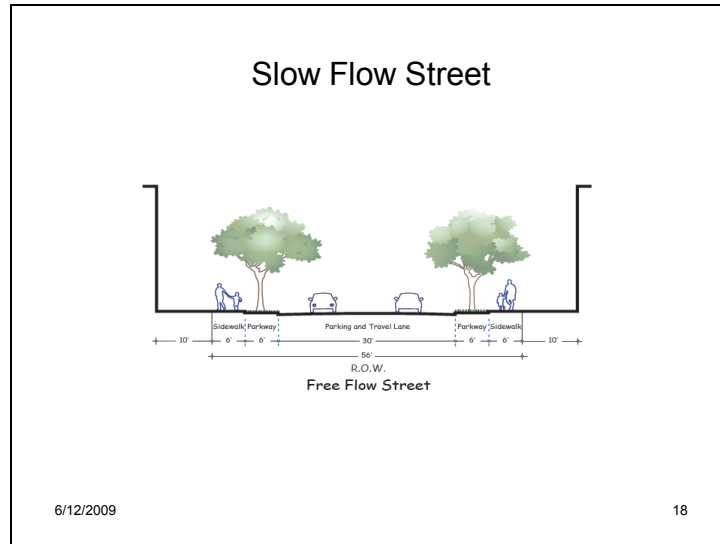 Slow Flow Street
Sidewalk Parkway Parking and Travel Lane Parkway Sidewalk
10' 6' 6' 30' 6' 6' 10'
56'
R.O.W.
Free Flow Street
6/12/2009 18